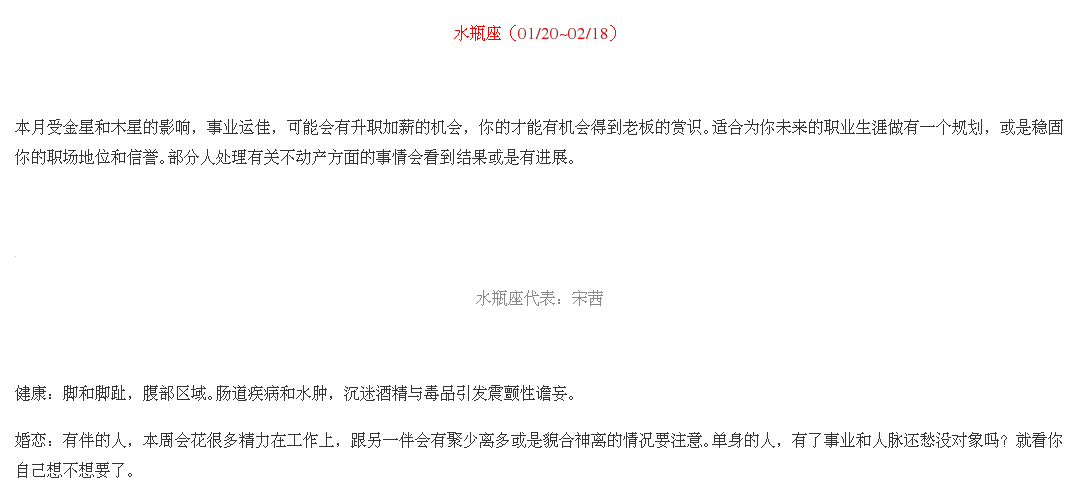 水瓶座（01/20~02/18）
本月受金星和木星的影响，事业运佳，可能会有升职加薪的机会，你的才能有机会得到老板的赏识。适合为你未来的职业生涯做有一个规划，或是稳固
你的职场地位和信誉。部分人处理有关不动产方面的事情会看到结果或是有进展。
水瓶座代表：宋茜
健康：脚和脚趾，腹部区域。肠道疾病和水肿，沉迷酒精与毒品引发震颤性谵妄。
婚恋：有伴的人，本周会花很多精力在工作上，跟另一伴会有聚少离多或是貌合神离的情况要注意。单身的人，有了事业和人脉还愁没对象吗？就看你
自己想不想要了。